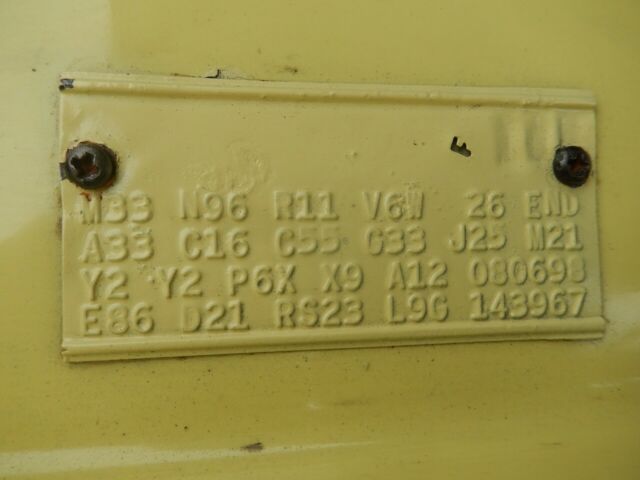 F
M33 N96 R11 V6W 26 END
A33 C16 C55 G33 J25 M21
Y2 Y2 P6X X9 A12 080698
E86 D21 RS23 L9G 143967